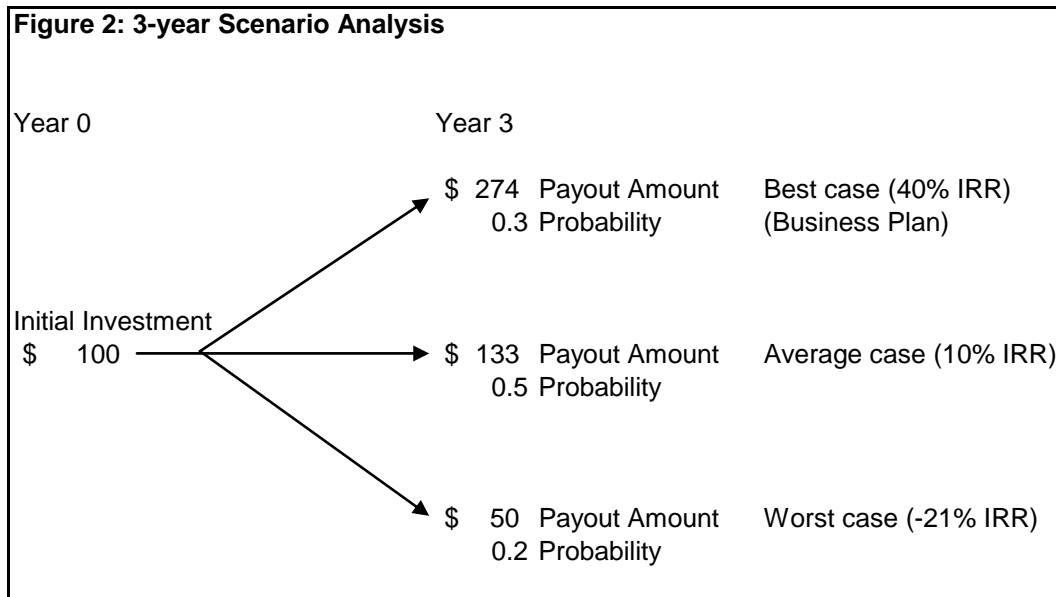 Figure 2: 3-year Scenario Analysis
Year 0 Year 3
$ 274 Payout Amount Best case (40% IRR)
0.3 Probability (Business Plan)
Initial Investment
$ 100 $ 133 Payout Amount Average case (10% IRR)
0.5 Probability
$ 50 Payout Amount Worst case (-21% IRR)
0.2 Probability